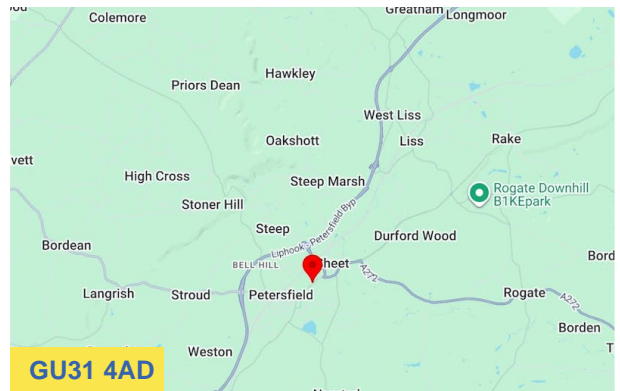 Colemore
Greatham
Longmoor
Hawkley
Priors Dean
West Liss
Oakshott
Liss
Rake
vett
High Cross
Steep Marsh
Rogate Downhill
B1KEpark
Stoner Hill
Steep
Liphook - Petersfield Byp
Durford Wood
Bordean
BELL HILL
Sheet
A272
Bord
Langrish
Stroud
Petersfield
Rogate
A272
Borden
Weston
GU31 4AD